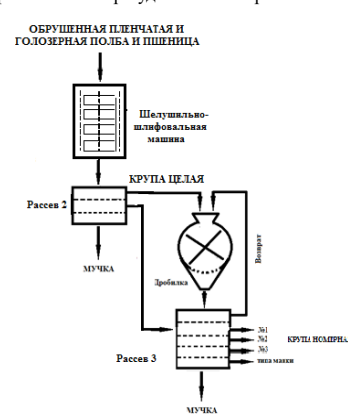 ОБРУШЕННАЯ ПЛЕНЧАТАЯ И
ГОЛОЗЕРНАЯ ПОЛБА И ПШЕНИЦА
Шелушильно-
шлифовальная
машина
КРУПА ЦЕЛАЯ
Рассев 2
МУЧКА
Возврат
Дробилка
№1
№2
КРУПА НОМЕРНА
№3
типа манки
Рассев 3
МУЧКА